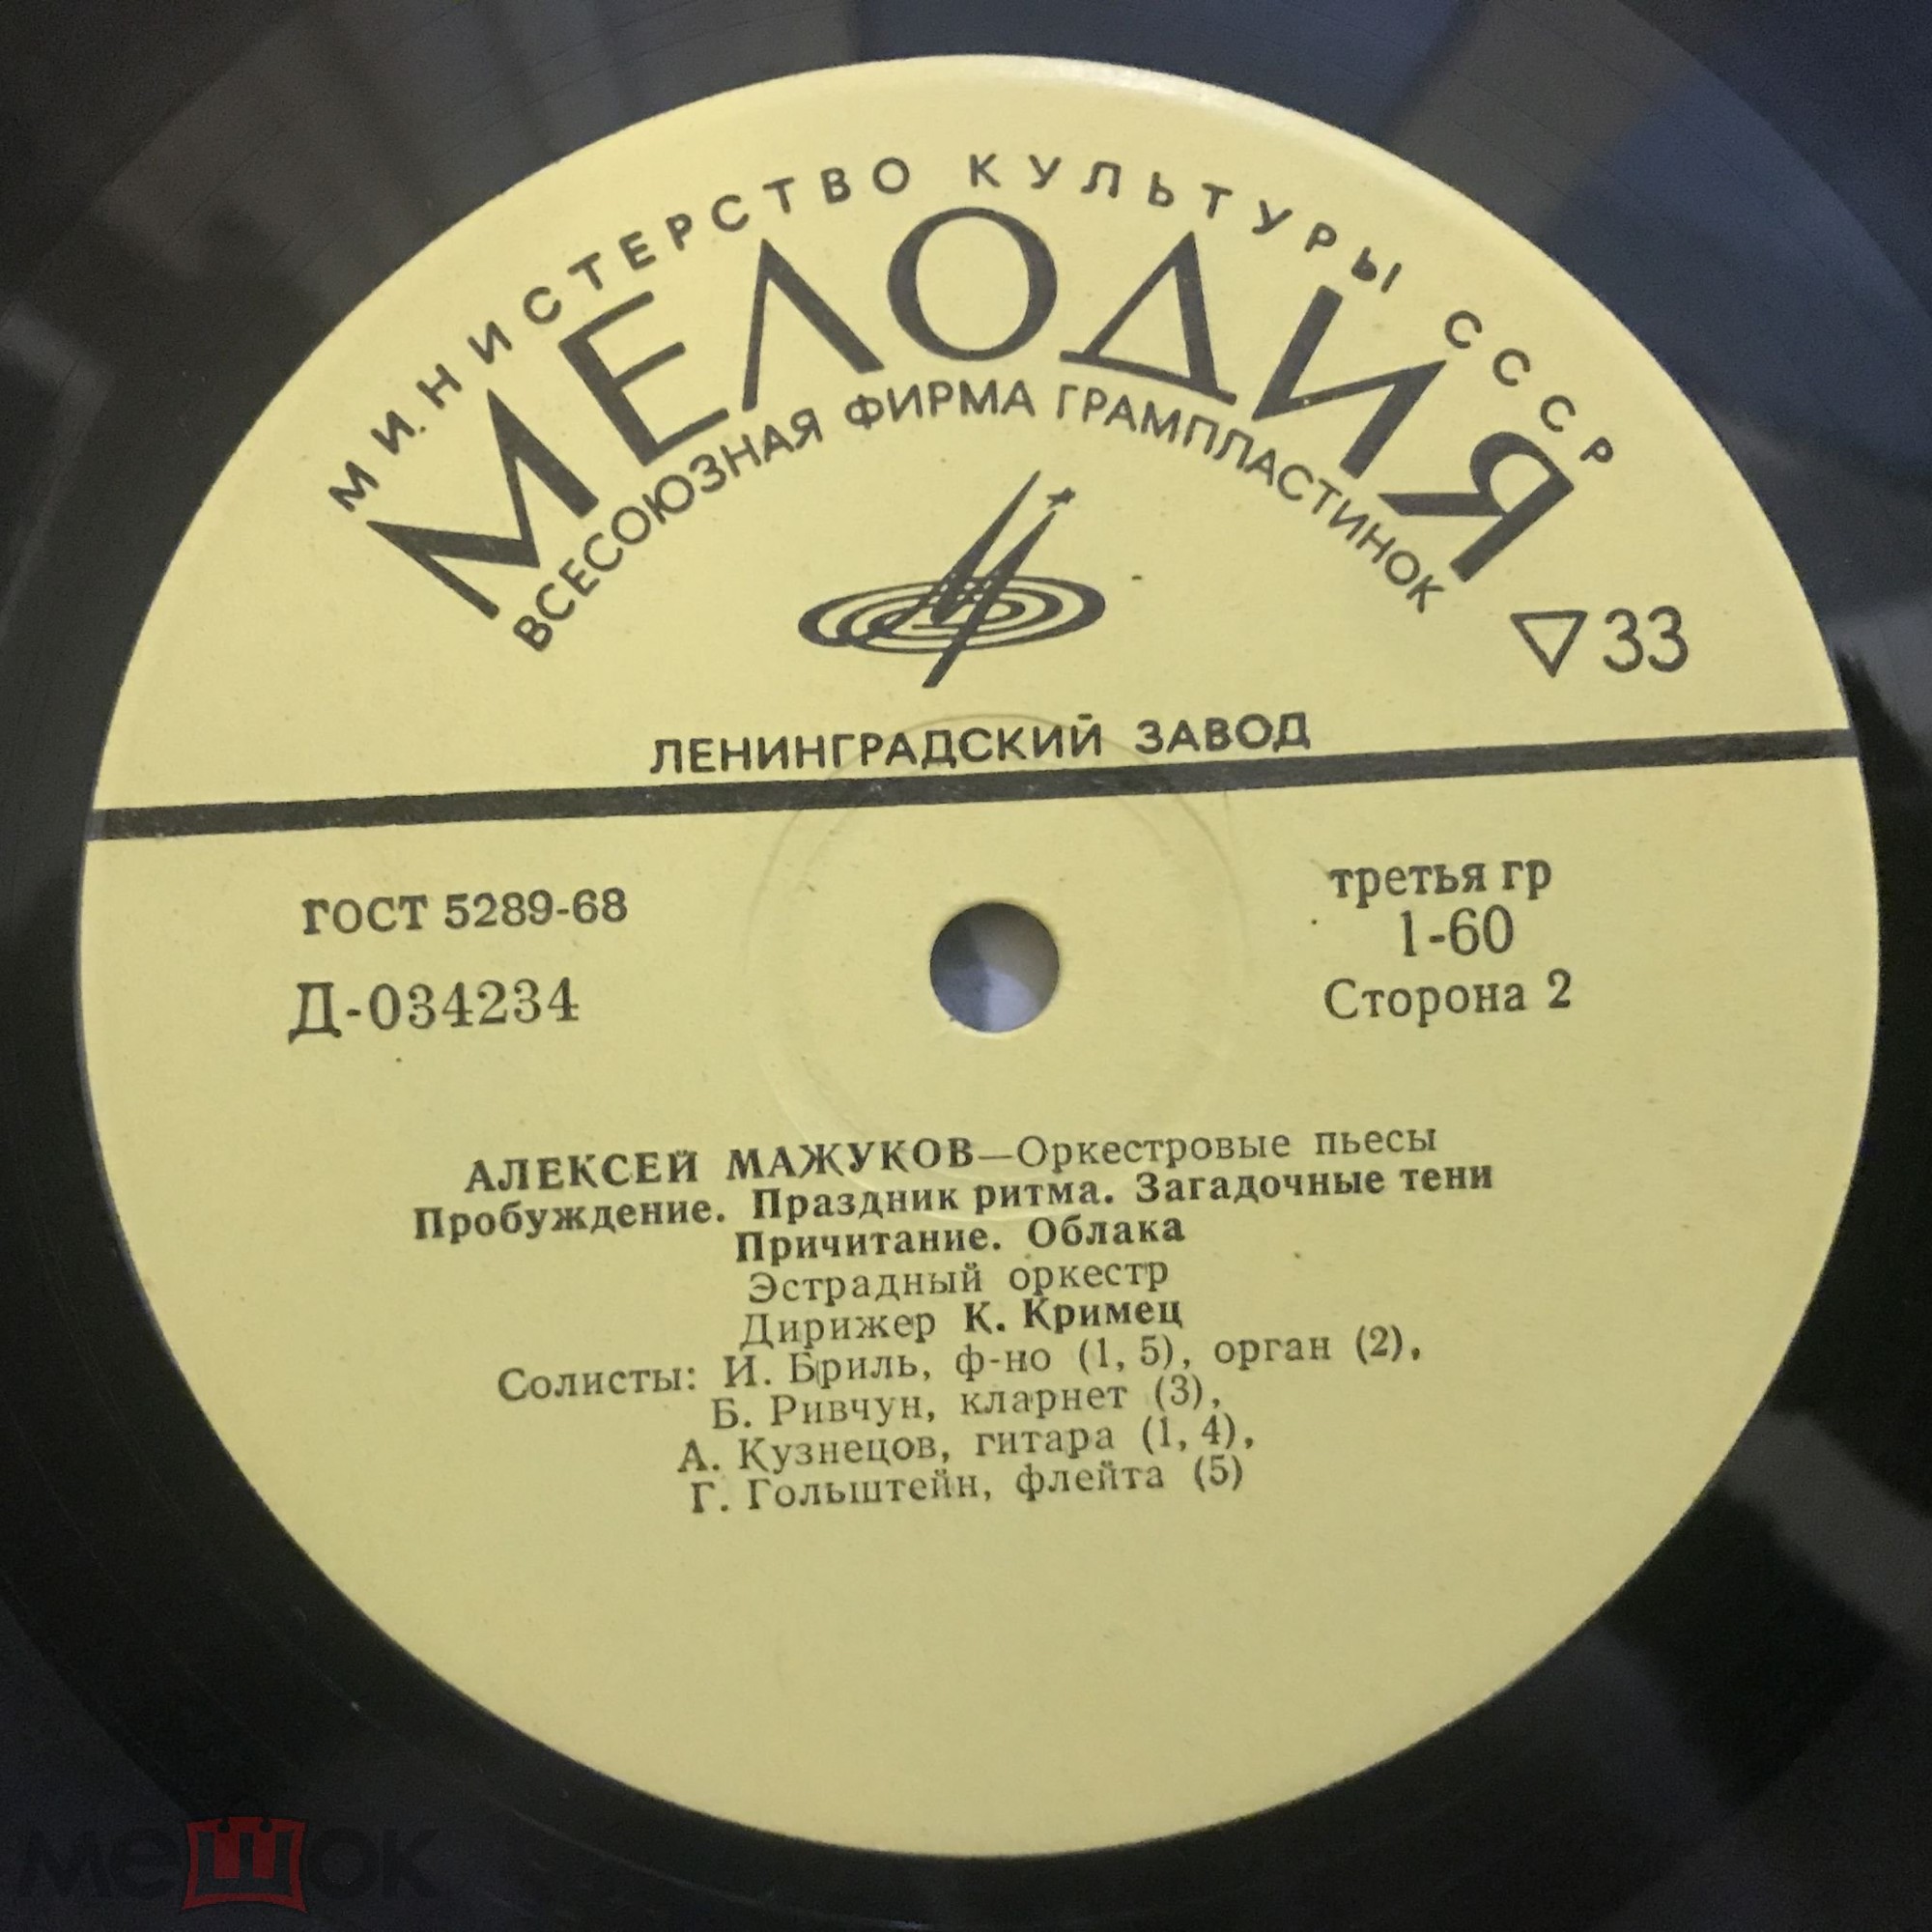 МИНИСТЕРСТВО КУЛЬТУРЫ СССР
МЕЛОДИЯ
ВСЕСОЮЗНАЯ ФИРМА ГРАМПЛАСТИНОК
▽33
ЛЕНИНГРАДСКИЙ ЗАВОД
ГОСТ 5289-68
Д-034234
третья гр
1-60
Сторона 2
АЛЕКСЕЙ МАЖУКОВ—Оркестровые пьесы
Пробуждение. Праздник ритма. Загадочные тени
Причитание. Облака
Эстрадный оркестр
Дирижер К. Кримец
Солисты: И. Бриль, ф-но (1, 5), орган (2),
Б. Ривчун, кларнет (3),
А. Кузнецов, гитара (1, 4),
Г. Гольштейн, флейта (5)
мешок